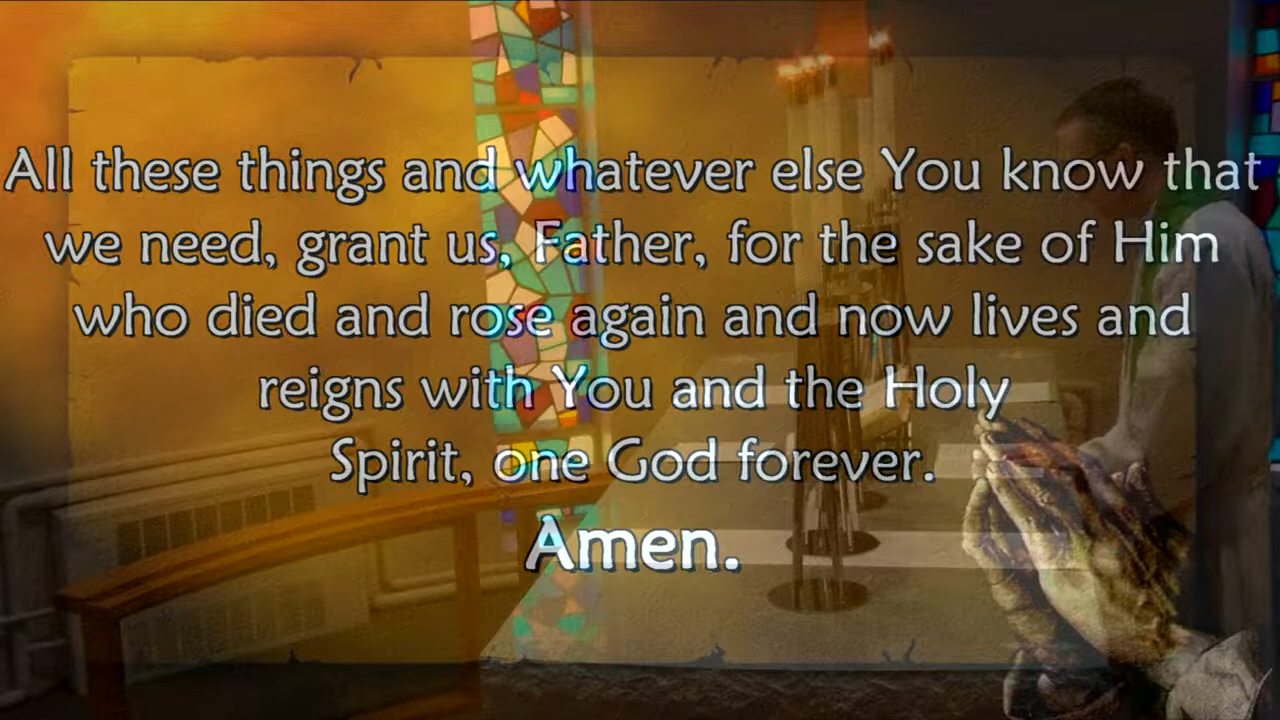 All these things and whatever else You know that
we need, grant us, Father, for the sake of Him
who died and rose again and now lives and
reigns with You and the Holy
Spirit, one God forever.
Amen.